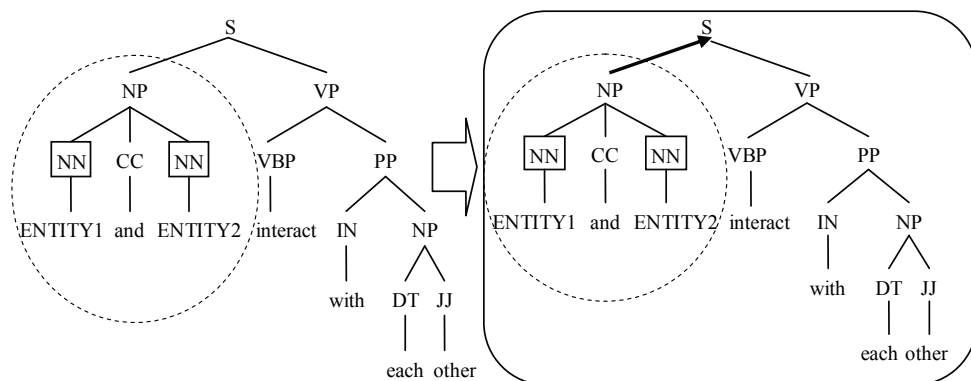 S S
NP VP NP VP
NN CC NN VBP PP NN CC NN VBP PP
ENTITY1 and ENTITY2 interact IN NP ENTITY1 and ENTITY2 interact IN NP
with DT JJ with DT JJ
each other each other